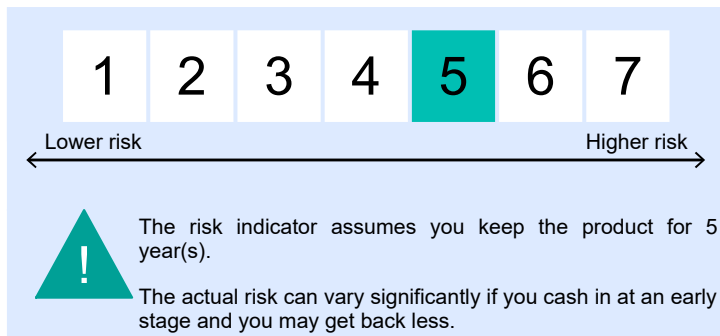 1 2 3 4 5 6 7
Lower risk Higher risk
!
The risk indicator assumes you keep the product for 5
year(s).
The actual risk can vary significantly if you cash in at an early
stage and you may get back less.